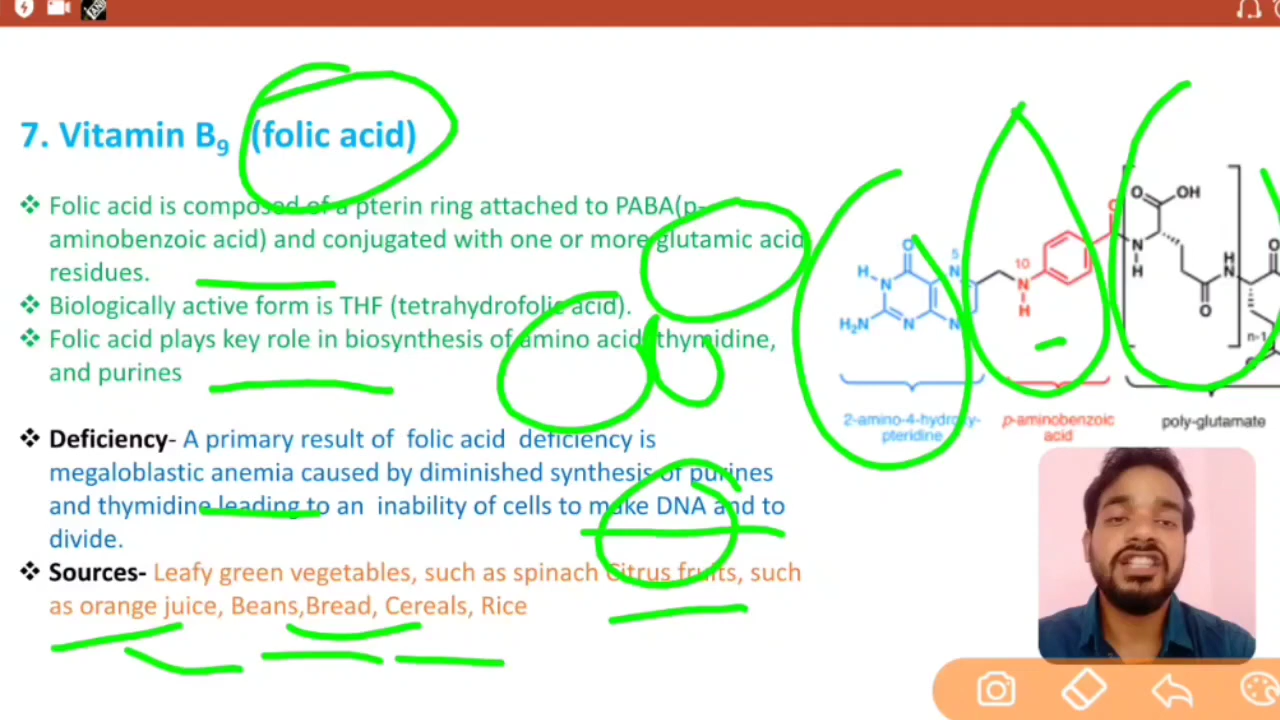 7. Vitamin B9 (folic acid)
❖ Folic acid is composed of a pterin ring attached to PABA(p-
aminobenzoic acid) and conjugated with one or more glutamic acid
residues.
❖ Biologically active form is THF (tetrahydrofolic acid).
❖ Folic acid plays key role in biosynthesis of amino acid, thymidine,
and purines
❖ Deficiency- A primary result of folic acid deficiency is
megaloblastic anemia caused by diminished synthesis of purines
and thymidine leading to an inability of cells to make DNA and to
divide.
❖ Sources- Leafy green vegetables, such as spinach Citrus fruits, such
as orange juice, Beans,Bread, Cereals, Rice
O
OH
O
O
5
N
10
N
H
H N
H
N
O
H
N
H2N
N
N
O
n-1
2-amino-4-hydroxy-
pteridine
p-aminobenzoic
acid
poly-glutamate